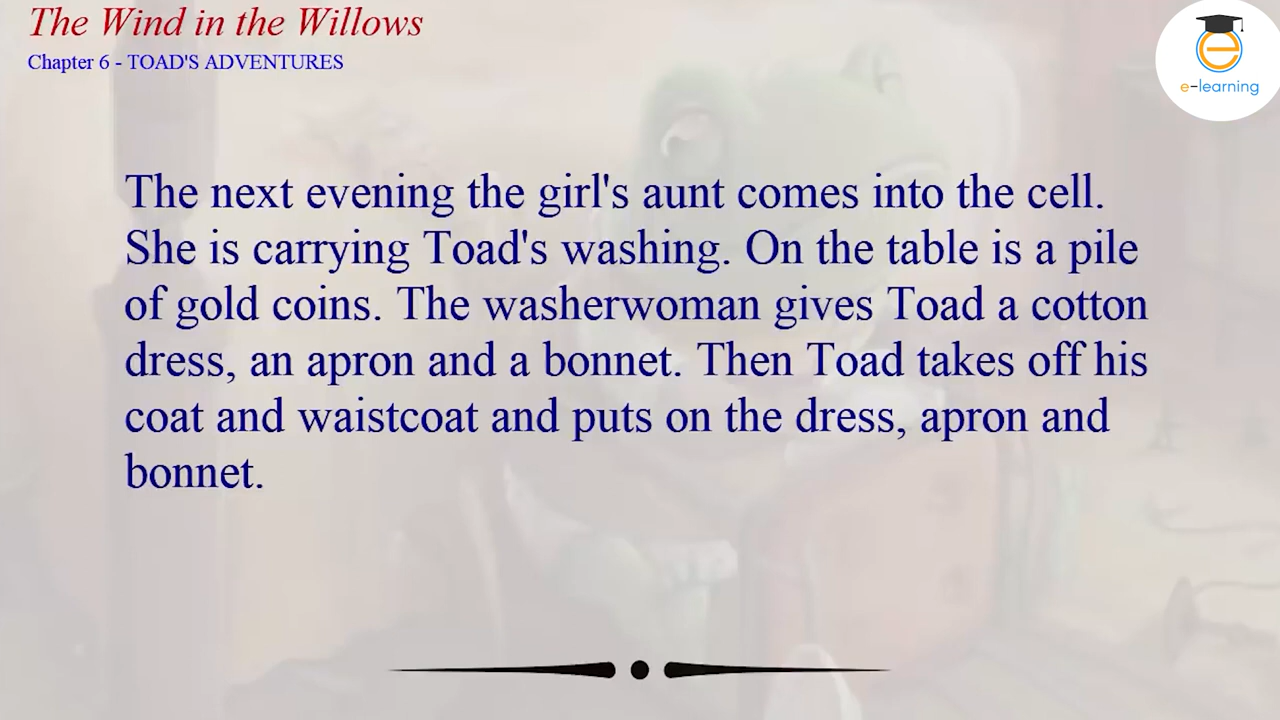 The Wind in the Willows
Chapter 6 - TOAD'S ADVENTURES
e-learning
The next evening the girl's aunt comes into the cell.
She is carrying Toad's washing. On the table is a pile
of gold coins. The washerwoman gives Toad a cotton
dress, an apron and a bonnet. Then Toad takes off his
coat and waistcoat and puts on the dress, apron and
bonnet.